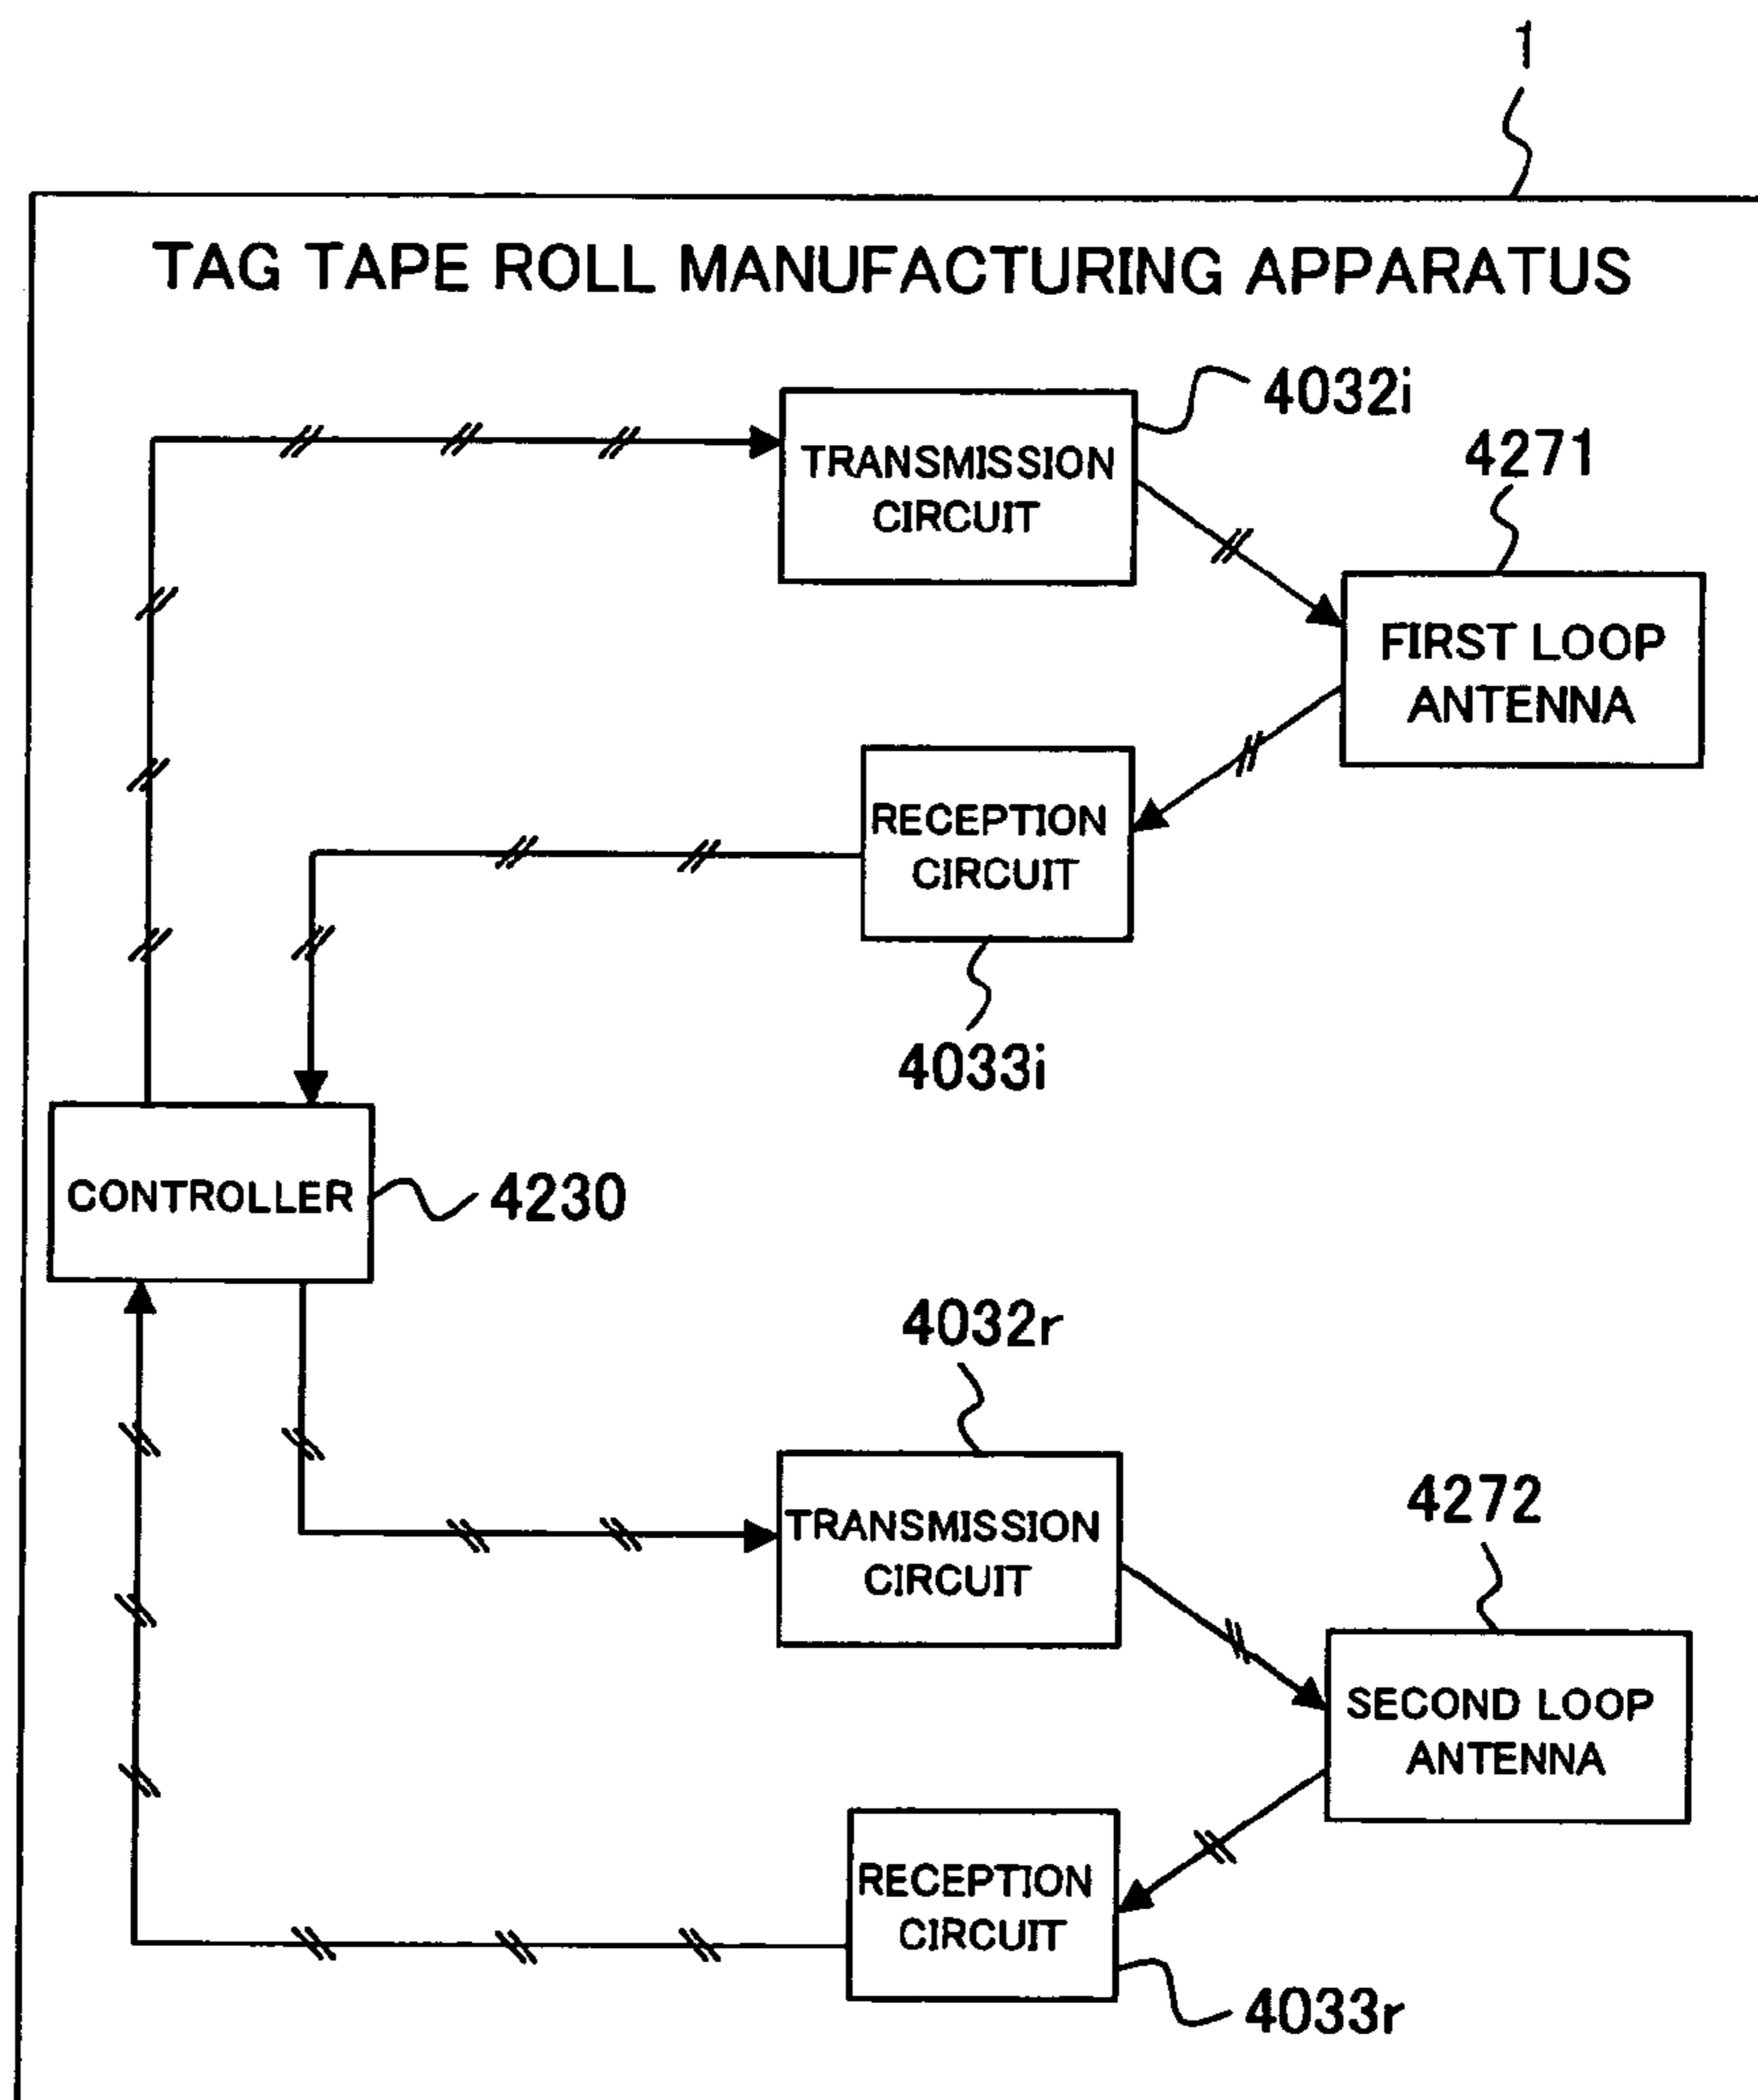 1
TAG TAPE ROLL MANUFACTURING APPARATUS
4032i
TRANSMISSION
CIRCUIT
4271
FIRST LOOP
ANTENNA
RECEPTION
CIRCUIT
4033i
CONTROLLER
4230
4032r
TRANSMISSION
CIRCUIT
4272
SECOND LOOP
ANTENNA
RECEPTION
CIRCUIT
4033r